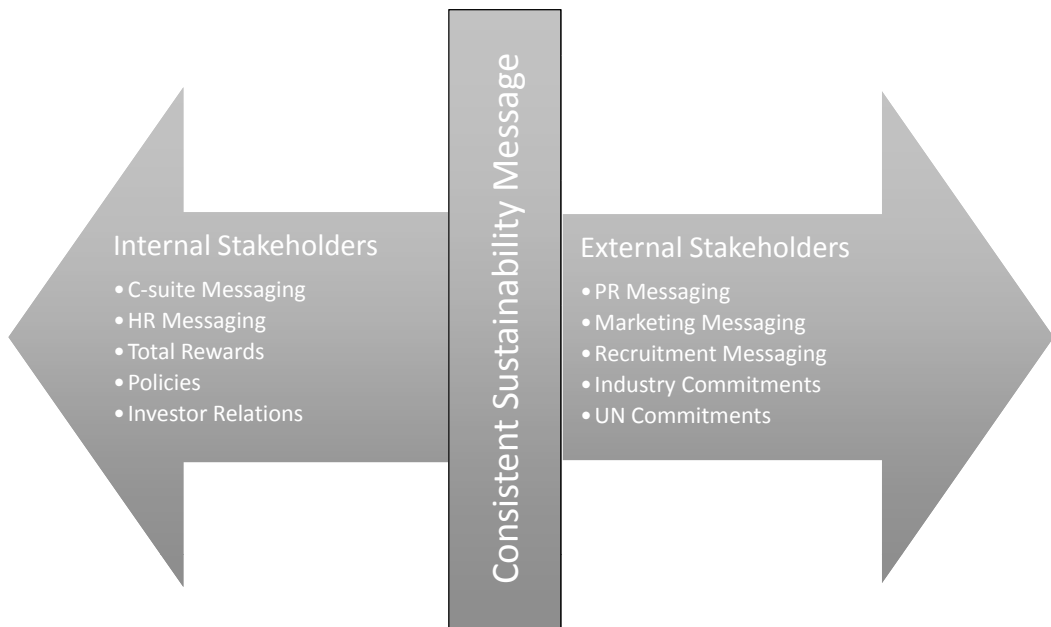 Internal Stakeholders
•C-suite Messaging
•HR Messaging
•Total Rewards
•Policies
•Investor Relations
Consistent Sustainability Message
External Stakeholders
•PR Messaging
•Marketing Messaging
•Recruitment Messaging
•Industry Commitments
•UN Commitments